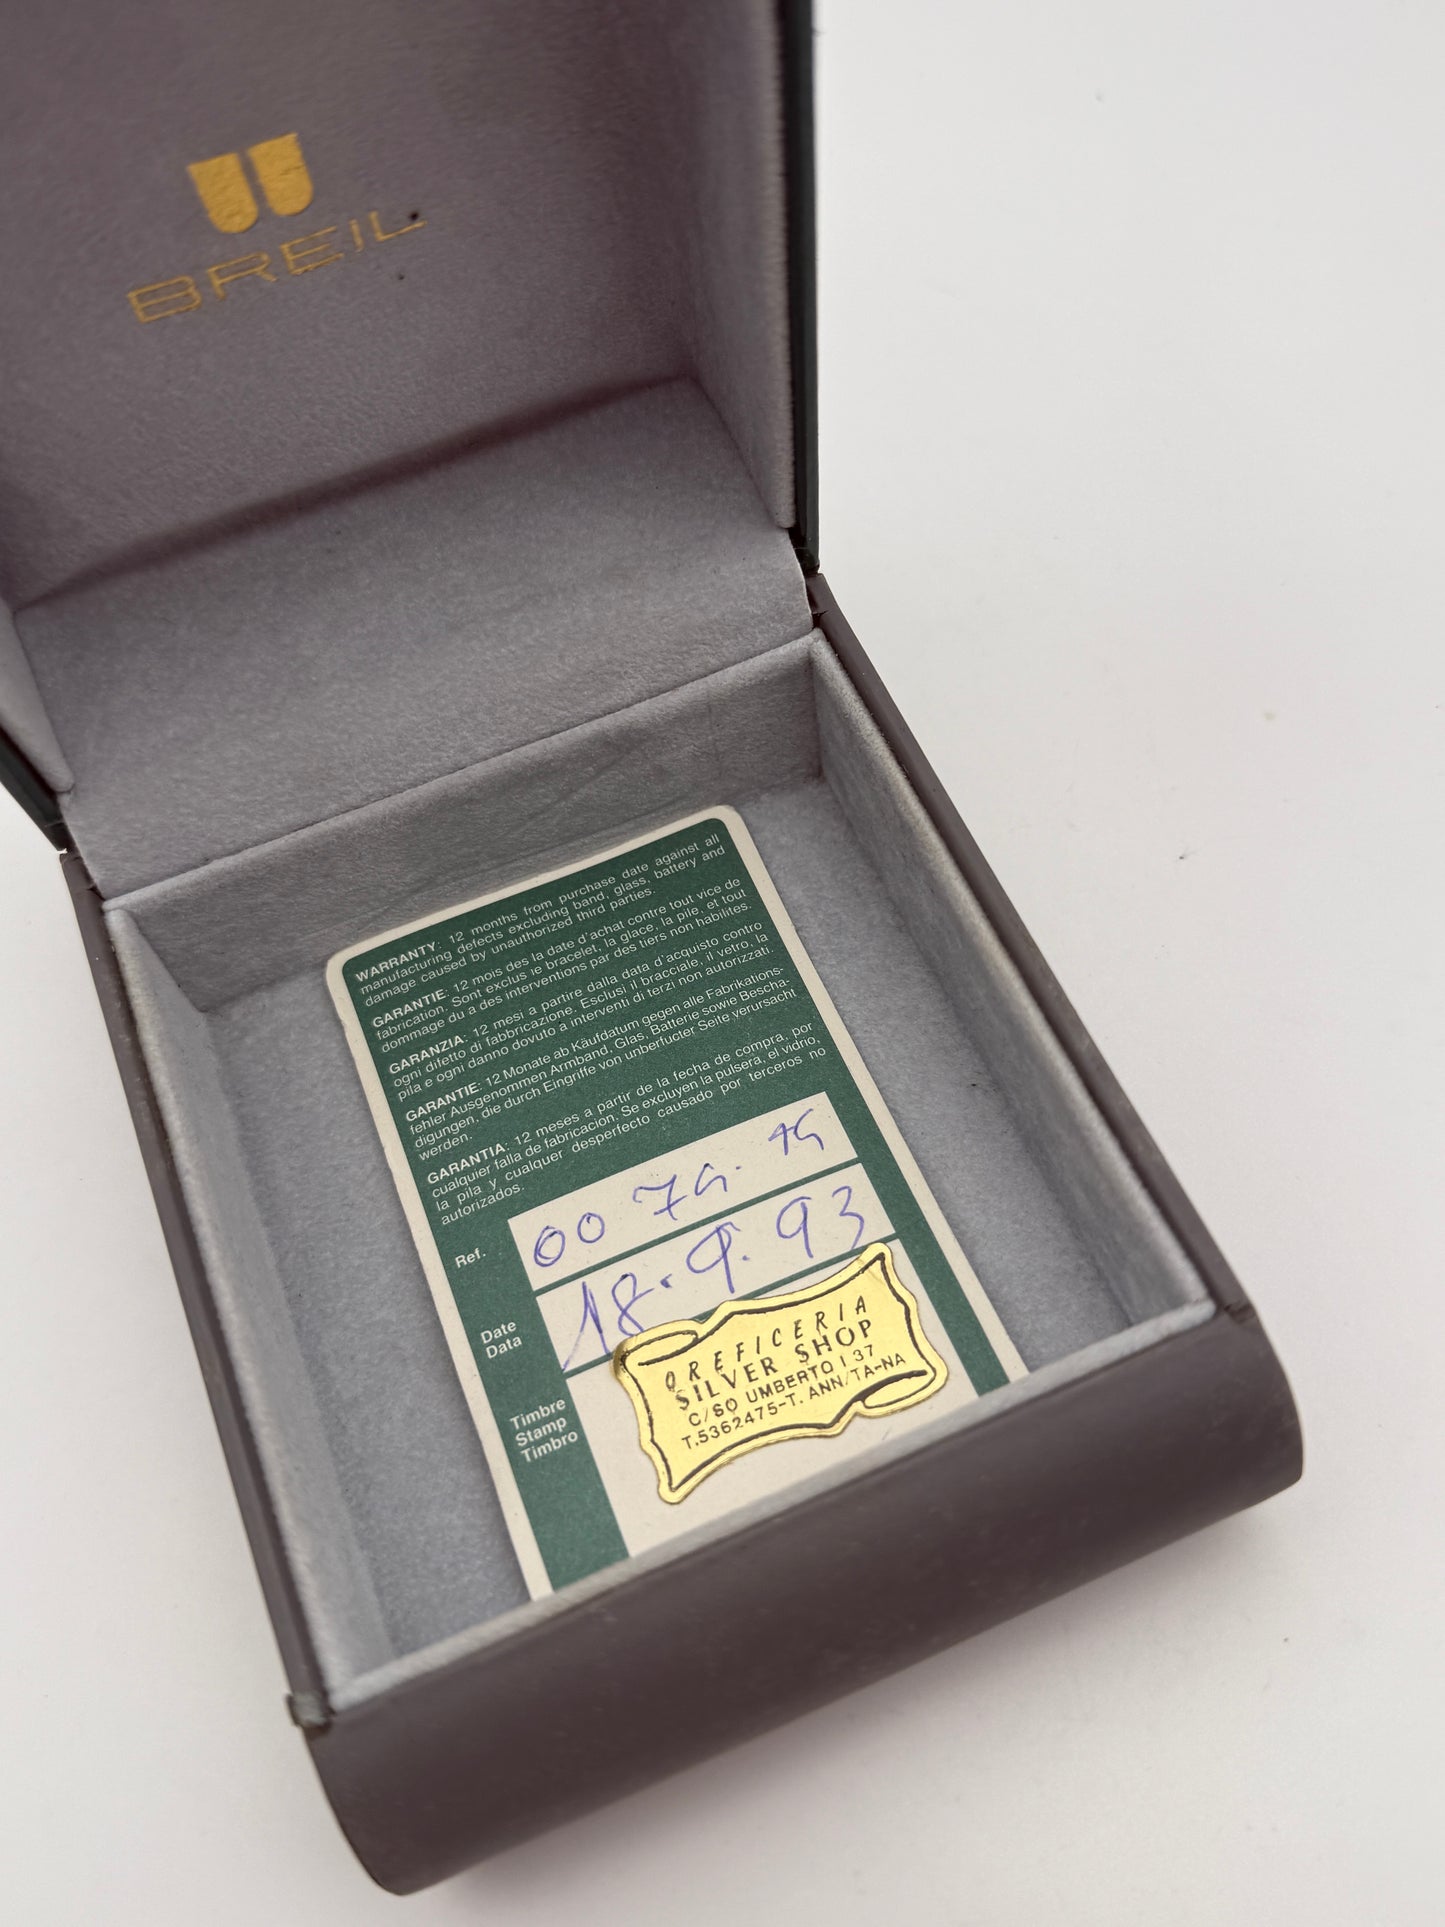 BREIL
WARRANTY: 12 months from purchase date against all
manufacturing defects excluding band, glass, battery and
damage caused by unauthorized third parties.
GARANTIE: 12 mois des la date d'achat contre tout vice de
fabrication. Sont exclus le bracelet, la glace, la pile, et tout
dommage du a des interventions par des tiers non habilités.
GARANZIA: 12 mesi a partire dalla data d'acquisto contro
ogni difetto di fabbricazione. Esclusi il bracciale, il vetro, la
pila e ogni danno dovuto a interventi di terzi non autorizzati.
GARANTIE: 12 Monate ab Käufdatum gegen alle Fabrikations-
fehler Ausgenommen Armband, Glas, Batterie sowie Bescha-
digungen, die durch Eingriffe von unberfucter Seite verursacht
werden.
GARANTIA: 12 meses a partir de la fecha de compra, por
cualquier falla de fabricacion. Se excluyen la pulsera, el vidrio,
la pila y cualquier desperfecto causado por terceros no
autorizados.
Ref. 00
Date
Data
18.9.93
Timbre
Stamp
Timbro
OREFICERIA
SILVER SHOP
C/SO UMBERTO I 37
T.5362475-T. ANN/TA-NA